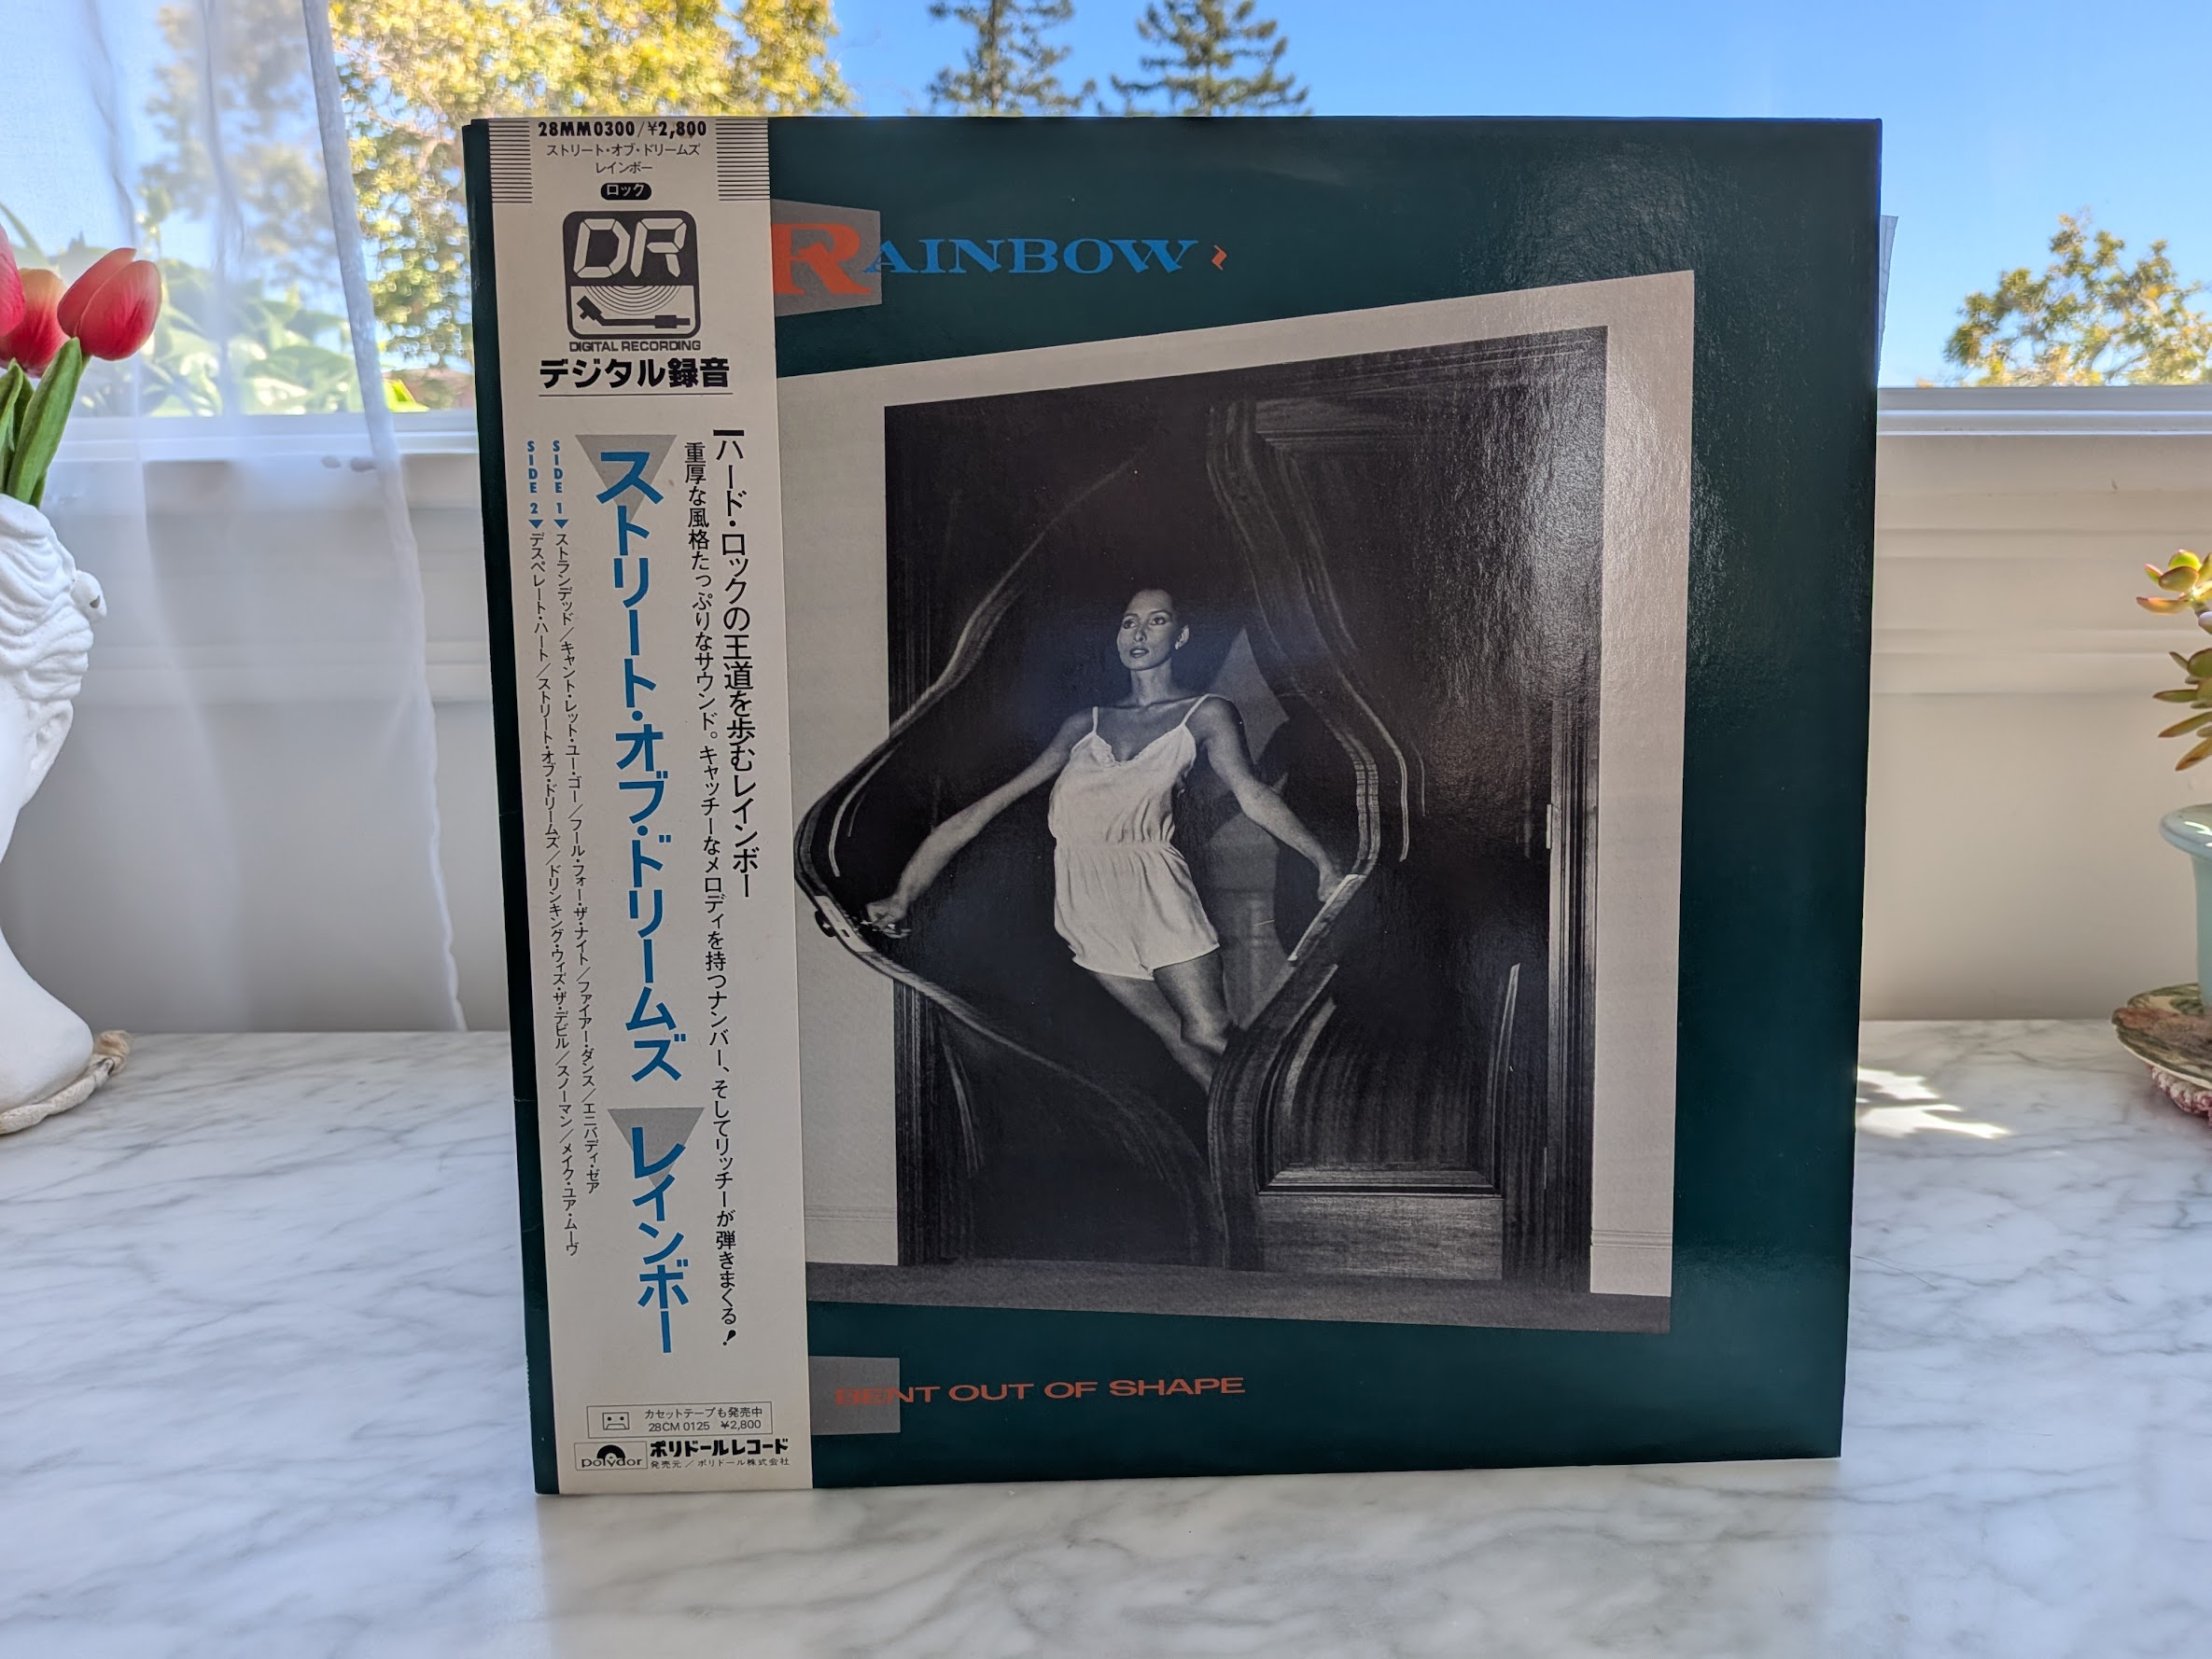 28MM0300/¥2,800
ストリート・オブ・ドリームズ
レインボー
ロック
DR
DIGITAL RECORDING
デジタル録音
ハード・ロックの王道を歩むレインボー
重厚な風格たっぷりなサウンド。キャッチーなメロディを持つナンバー、そしてリッチーが弾きまくる!
ストリート・オブ・ドリームズ レインボー
SIDE 1▼ストランデッド/キャント・レット・ユー・ゴー/フール・フォー・ザ・ナイト/ファイアー・ダンス/エニバディ・ゼア
SIDE 2▼デスペレート・ハート/ストリート・オブ・ドリームズ/ドリンキング・ウィズ・ザ・デビル/スノーマン/メイク・ユア・ムーヴ
カセットテープも発売中
28CM 0125 ¥2,800
polydor
ポリドールレコード
発売元/ポリドール株式会社
RAINBOW
BENT OUT OF SHAPE